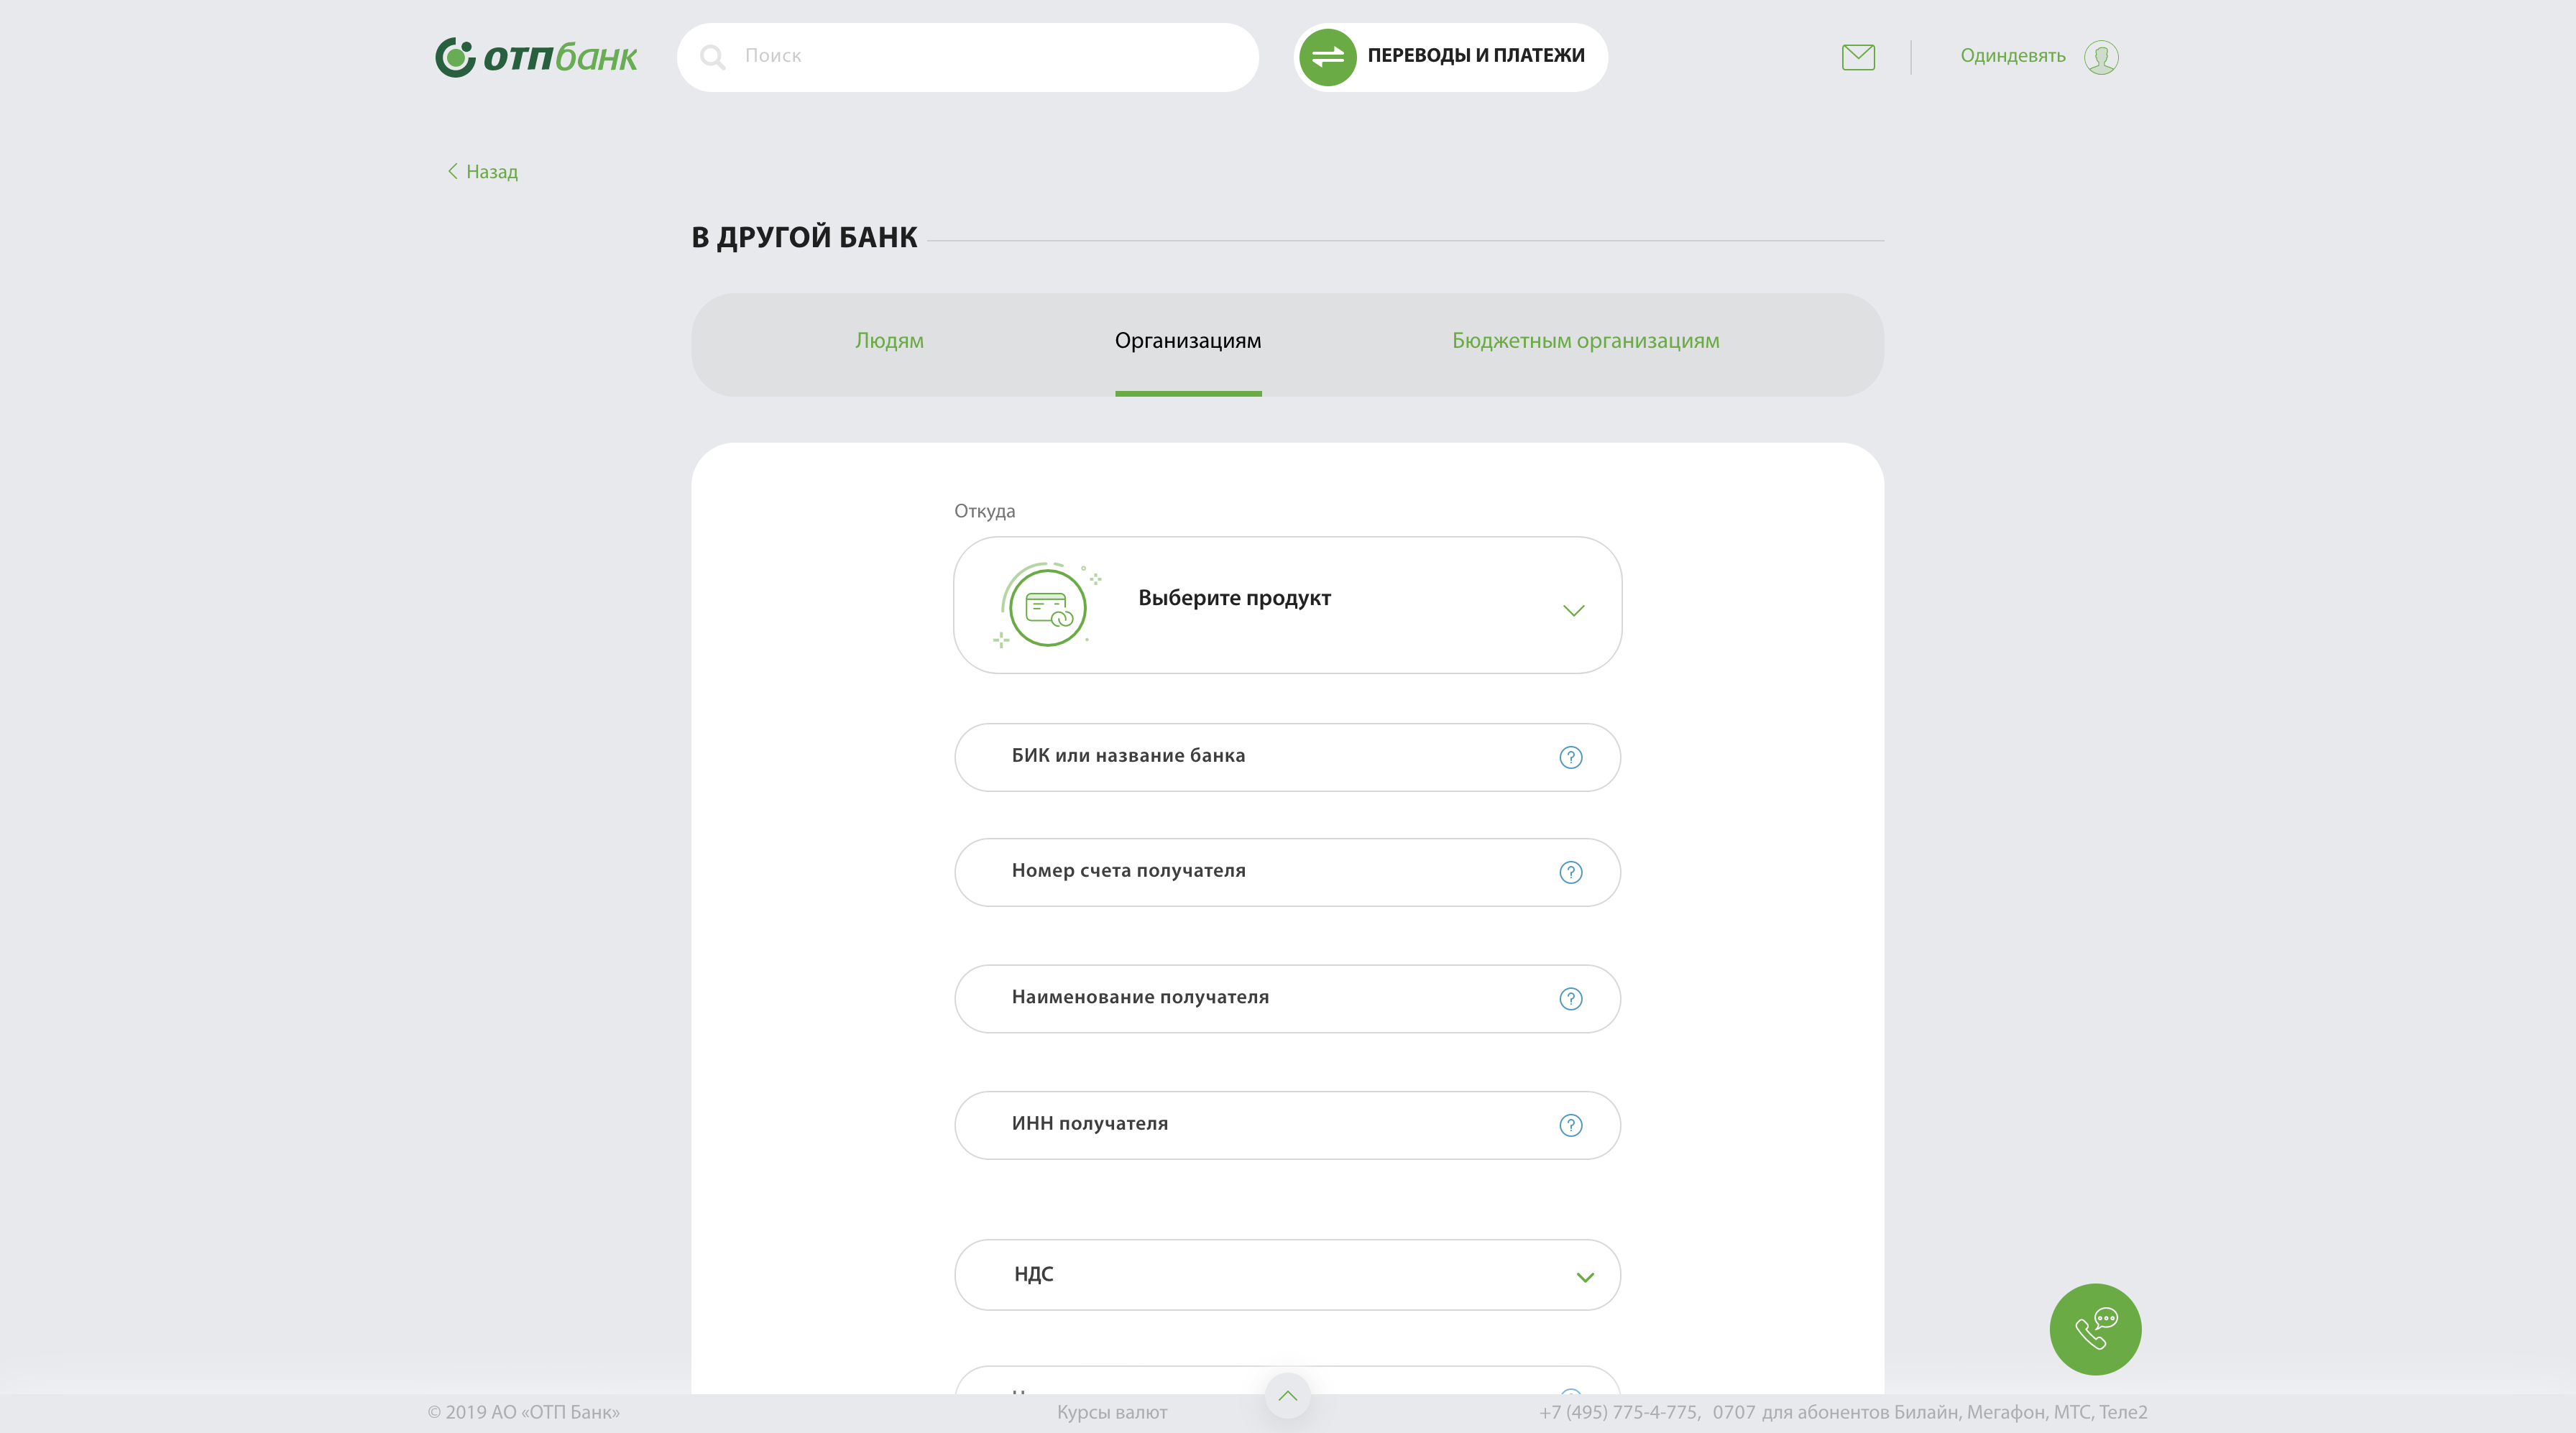 отпбанк
Поиск
ПЕРЕВОДЫ И ПЛАТЕЖИ
Одиндевять
Назад
В ДРУГОЙ БАНК
Людям
Организациям
Бюджетным организациям
Откуда
Выберите продукт
БИК или название банка
Номер счета получателя
Наименование получателя
ИНН получателя
НДС
© 2019 АО «ОТП Банк»
Курсы валют
+7 (495) 775-4-775, 0707 для абонентов Билайн, Мегафон, МТС, Теле2